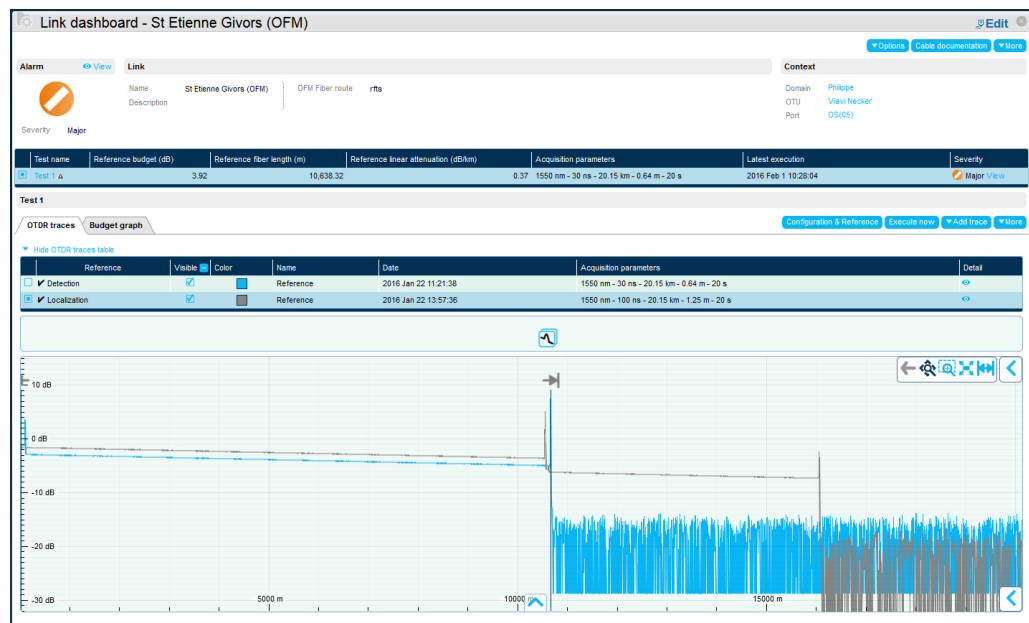 Link dashboard - St Etienne Givors (OFM)
Edit
Options Cable documentation More
Alarm View Link Context
Name St Etienne Givors (OFM) OFM Fiber route rfts
Description
Domain Philippe
OTU Viavi Necker
Port OS(05)
Severity Major
Test name Reference budget (dB) Reference fiber length (m) Reference linear attenuation (dB/km) Acquisition parameters Latest execution Severity
Test 1 3.92 10,638.32 0.37 1550 nm - 30 ns - 20.15 km - 0.64 m - 20 s 2016 Feb 1 10:28:04 Major View
Test 1
OTDR traces Budget graph Configuration & Reference Execute now Add trace More
Hide OTDR traces table
Reference Visible Color Name Date Acquisition parameters Detail
Detection Reference 2016 Jan 22 11:21:38 1550 nm - 30 ns - 20.15 km - 0.64 m - 20 s
Localization Reference 2016 Jan 22 13:57:36 1550 nm - 100 ns - 20.15 km - 1.25 m - 20 s
10 dB
0 dB
-10 dB
-20 dB
-30 dB
5000 m 10000 m 15000 m